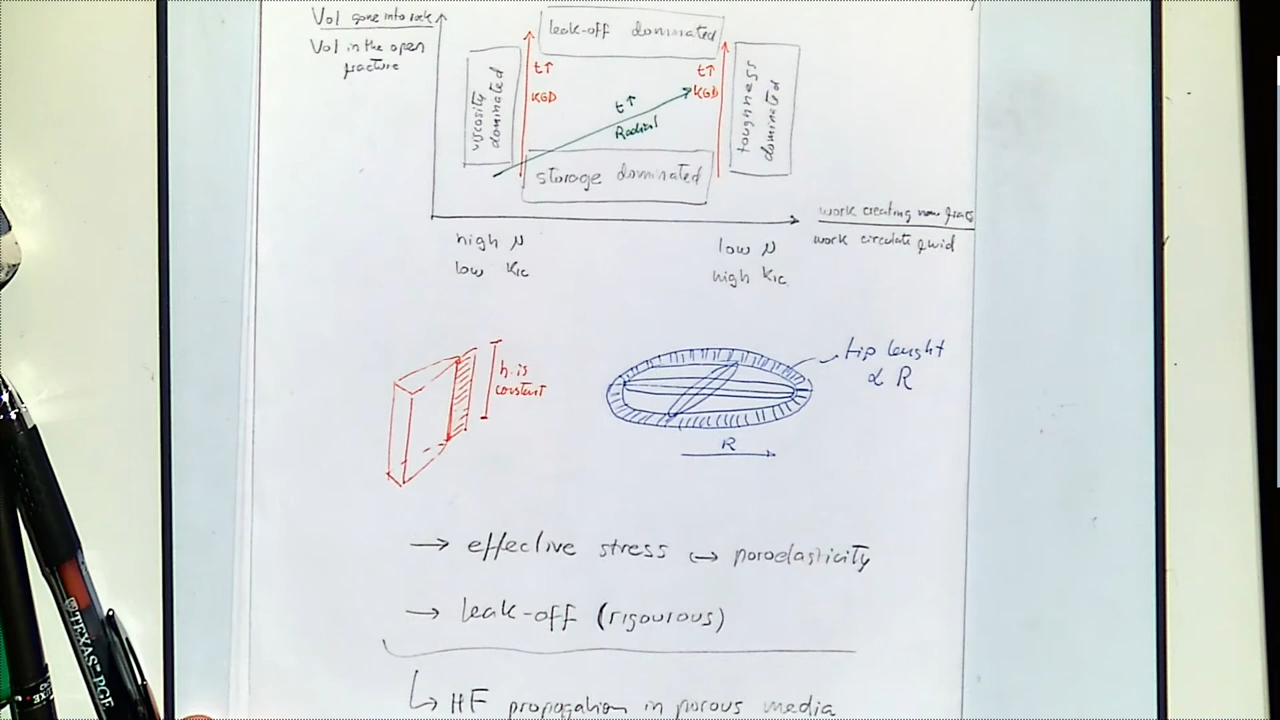 Vol gone into rock
Vol in the open
fracture
leak-off dominated
viscosity
dominated
t↑
KGD
t↑
Radial
t↑
KGD
toughness
dominated
storage dominated
work creating new fracs
work circulate fluid
high μ
low KIC
low μ
high KIC
h is
constant
tip lenght
∝ R
R
→ effective stress ↔ poroelasticity
→ leak-off (rigourous)
↳ HF propagation in porous media
TEXAS PGE